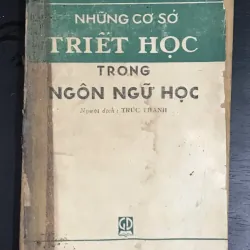 NHỮNG CƠ SỞ
TRIẾT HỌC
TRONG
NGÔN NGỮ HỌC
Người dịch : TRÚC THANH